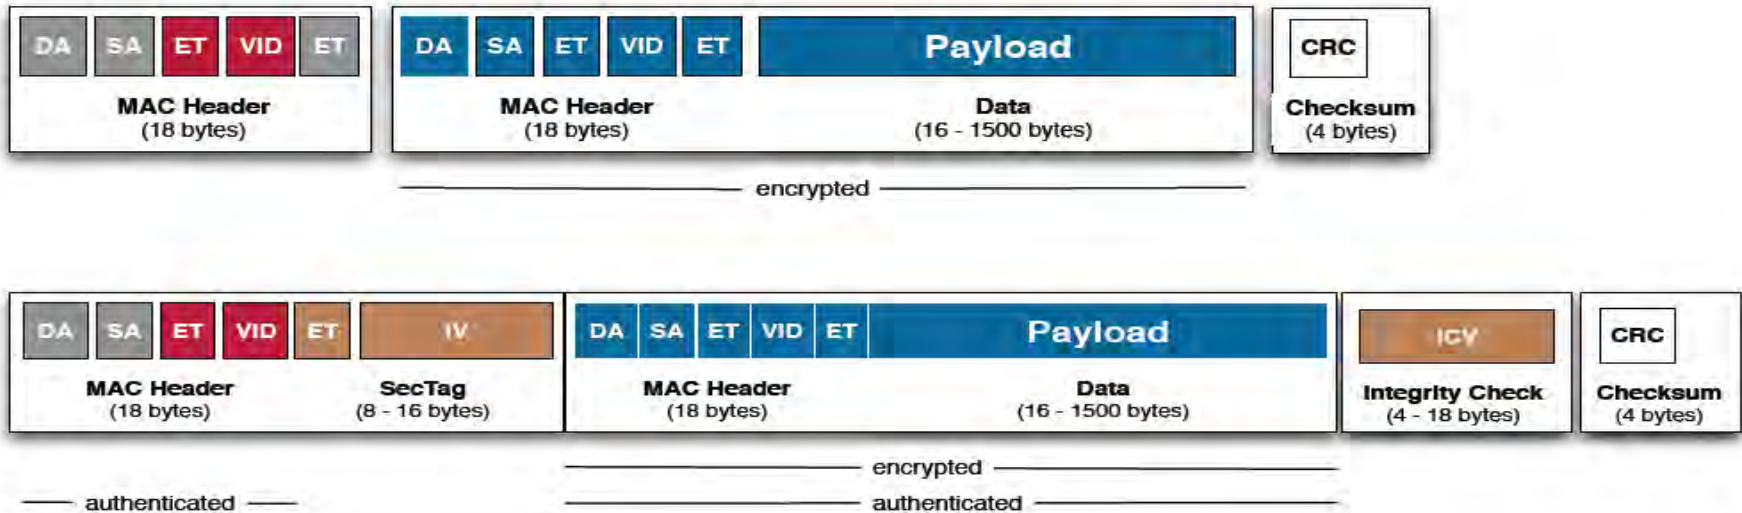 DA SA ET VID ET DA SA ET VID ET Payload CRC
MAC Header MAC Header Data Checksum
(18 bytes) (18 bytes) (16 - 1500 bytes) (4 bytes)
encrypted
DA SA ET VID ET IV DA SA ET VID ET Payload ICV CRC
MAC Header SecTag MAC Header Data Integrity Check Checksum
(18 bytes) (8 - 16 bytes) (18 bytes) (16 - 1500 bytes) (4 - 18 bytes) (4 bytes)
encrypted
authenticated authenticated